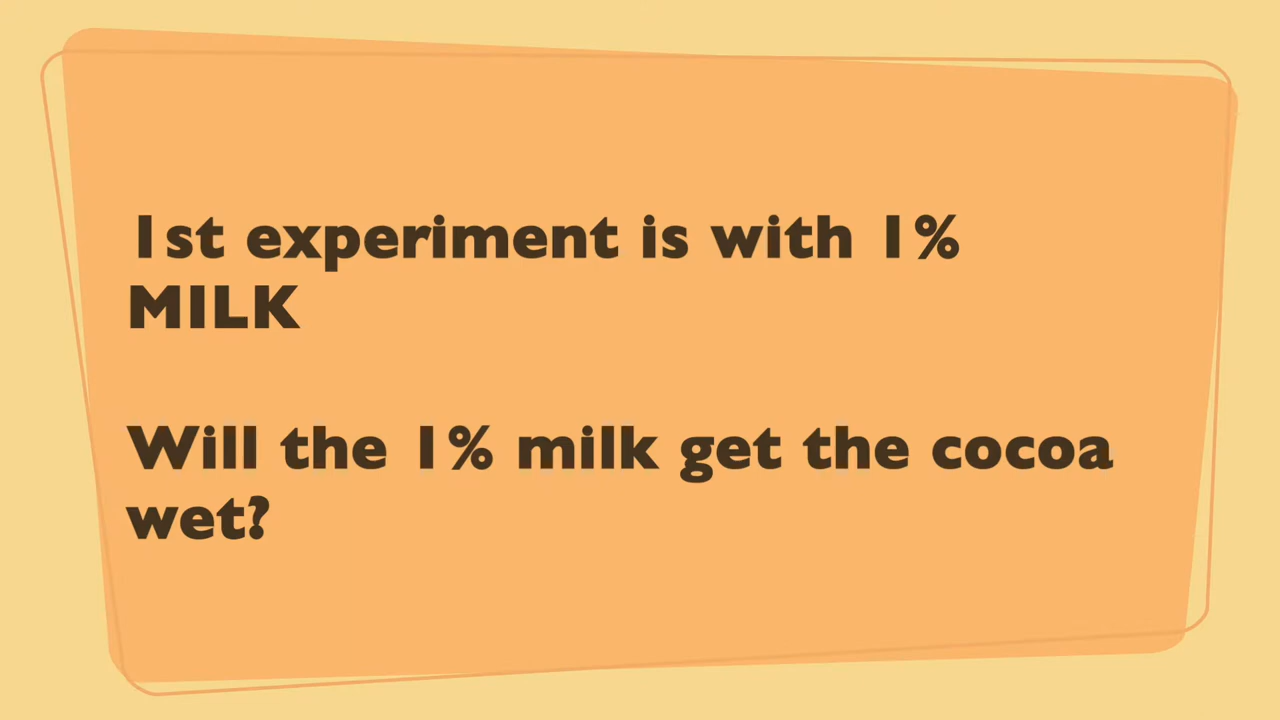 1st experiment is with 1%
MILK
Will the 1% milk get the cocoa
wet?